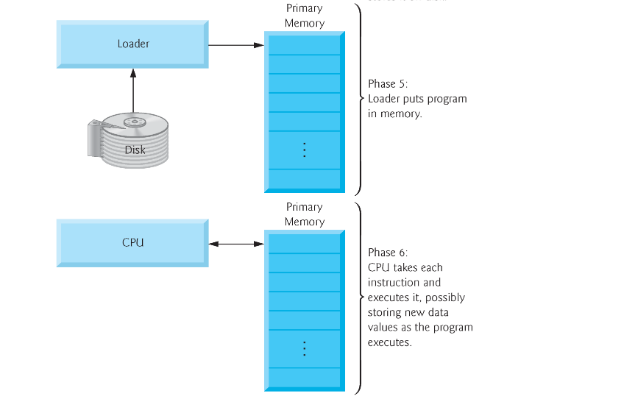 Primary
Memory
Loader
Disk
Phase 5:
Loader puts program
in memory.
Primary
Memory
CPU
Phase 6:
CPU takes each
instruction and
executes it, possibly
storing new data
values as the program
executes.